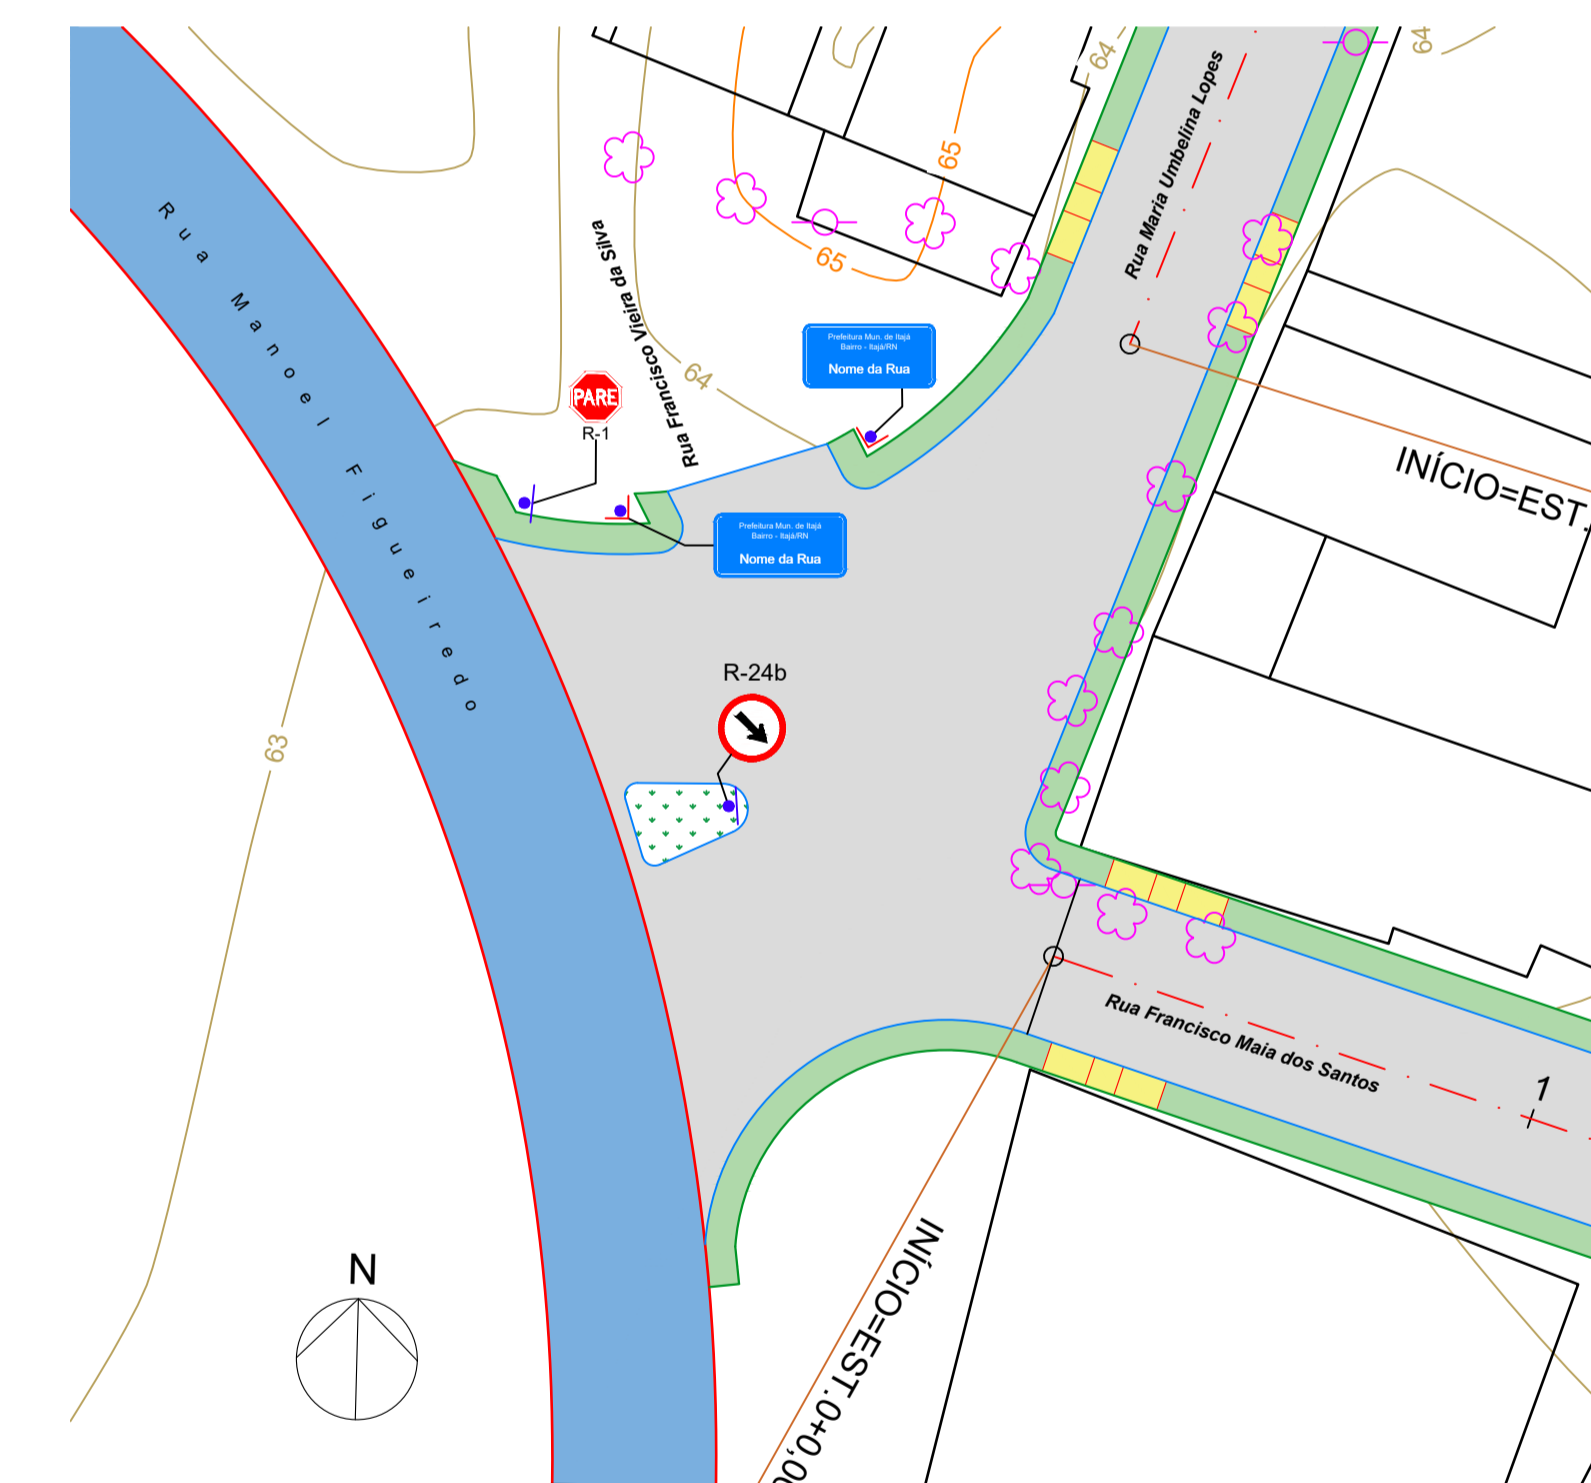 64
64
Rua Maria Umbelina Lopes
65
65
Rua Manoel Figueiredo
Rua Francisco Vieira da Silva
Prefeitura Mun. de Itajá
Bairro - Itajá/RN
Nome da Rua
64
PARE
R-1
INÍCIO=EST.
Prefeitura Mun. de Itajá
Bairro - Itajá/RN
Nome da Rua
R-24b
63
Rua Francisco Maia dos Santos
1
N
INÍCIO=EST.0+0,0